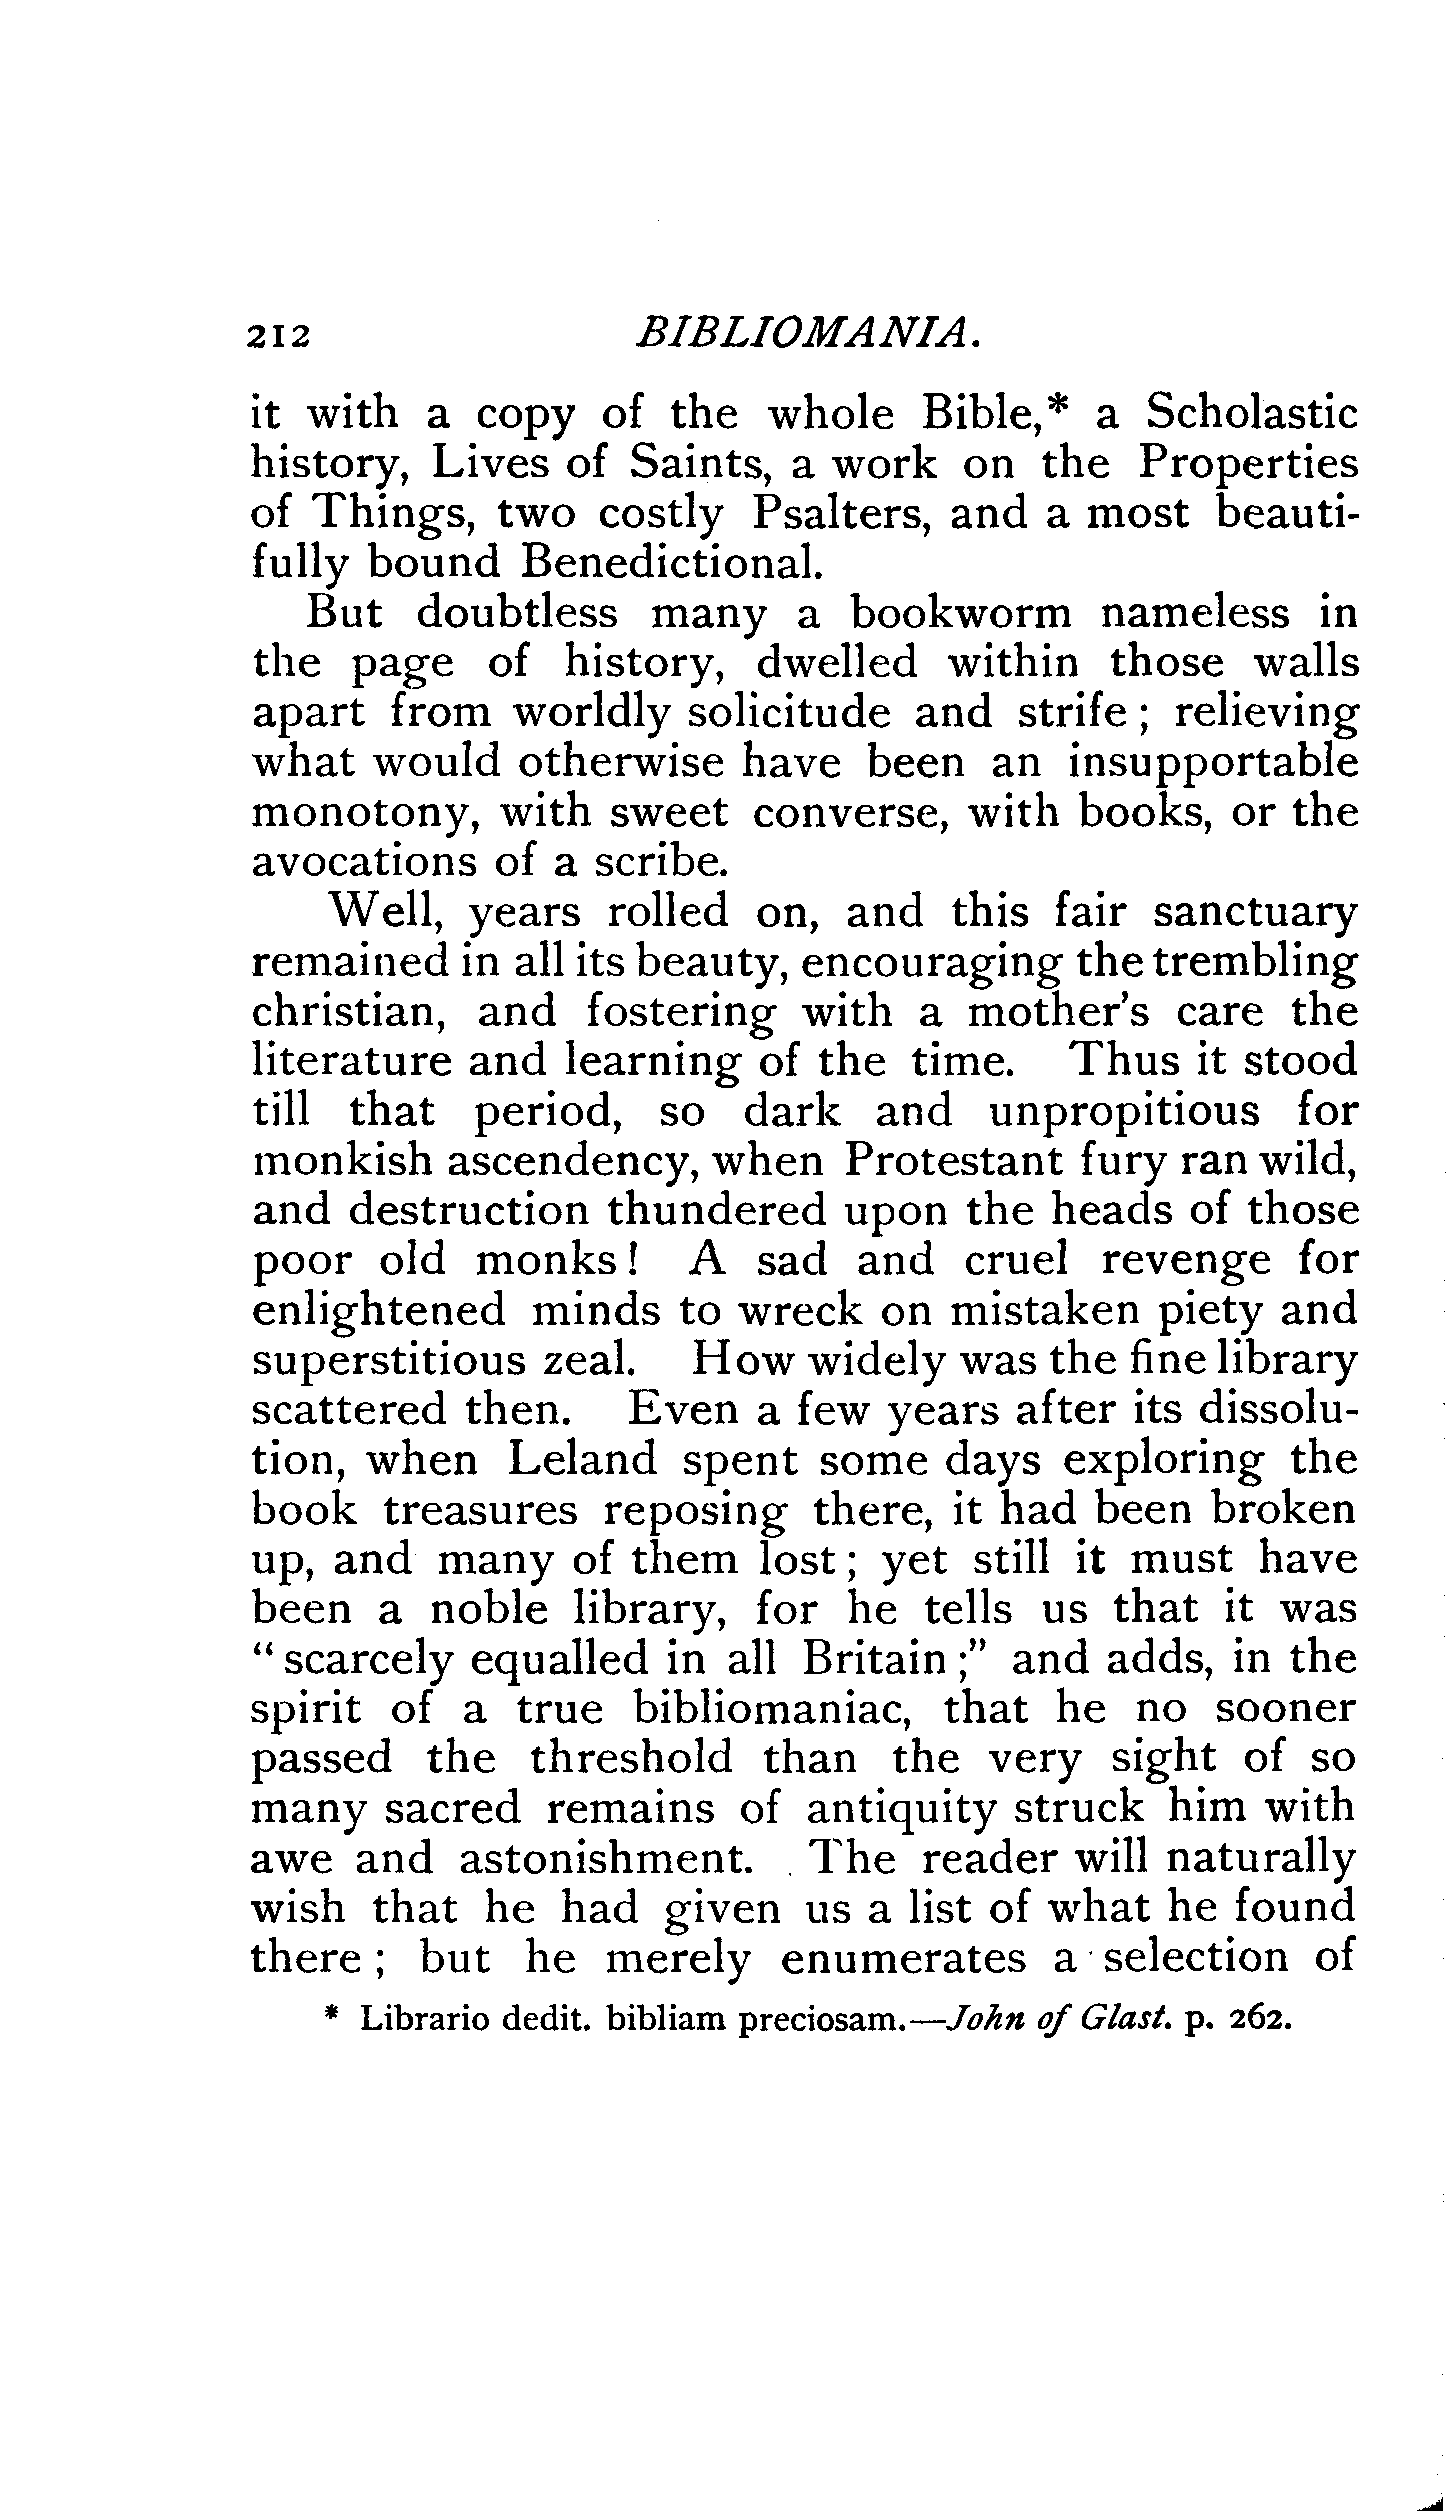 212 BIBLIOMANIA.
it with a copy of the whole Bible,* a Scholastic
history, Lives of Saints, a work on the Properties
of Things, two costly Psalters, and a most beauti-
fully bound Benedictional.
But doubtless many a bookworm nameless in
the page of history, dwelled within those walls
apart from worldly solicitude and strife ; relieving
what would otherwise have been an insupportable
monotony, with sweet converse, with books, or the
avocations of a scribe.
Well, years rolled on, and this fair sanctuary
remained in all its beauty, encouraging the trembling
christian, and fostering with a mother's care the
literature and learning of the time. Thus it stood
till that period, so dark and unpropitious for
monkish ascendency, when Protestant fury ran wild,
and destruction thundered upon the heads of those
poor old monks ! A sad and cruel revenge for
enlightened minds to wreck on mistaken piety and
superstitious zeal. How widely was the fine library
scattered then. Even a few years after its dissolu-
tion, when Leland spent some days exploring the
book treasures reposing there, it had been broken
up, and many of them lost ; yet still it must have
been a noble library, for he tells us that it was
“ scarcely equalled in all Britain ;” and adds, in the
spirit of a true bibliomaniac, that he no sooner
passed the threshold than the very sight of so
many sacred remains of antiquity struck him with
awe and astonishment. The reader will naturally
wish that he had given us a list of what he found
there ; but he merely enumerates a selection of
* Librario dedit. bibliam preciosam.—John of Glast. p. 262.